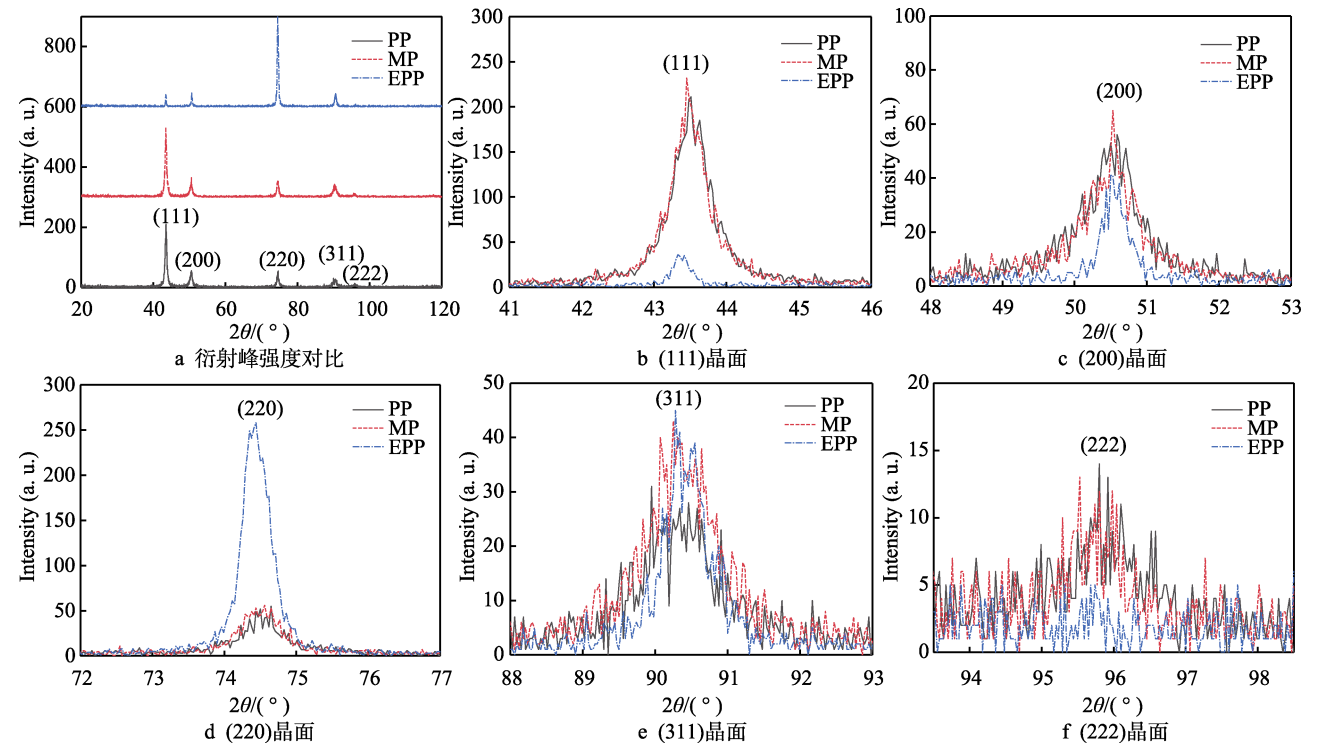 Intensity (a. u.)
800
600
400
200
0
PP
MP
EPP
(111)
(200)
(220)
(311)
(222)
20 40 60 80 100 120
2θ/( ° )
a 衍射峰强度对比
Intensity (a. u.)
300
250
200
150
100
50
0
(111)
PP
MP
EPP
41 42 43 44 45 46
2θ/( ° )
b (111)晶面
Intensity (a. u.)
100
80
60
40
20
0
(200)
PP
MP
EPP
48 49 50 51 52 53
2θ/( ° )
c (200)晶面
Intensity (a. u.)
300
250
200
150
100
50
0
(220)
PP
MP
EPP
72 73 74 75 76 77
2θ/( ° )
d (220)晶面
Intensity (a. u.)
50
40
30
20
10
0
(311)
PP
MP
EPP
88 89 90 91 92 93
2θ/( ° )
e (311)晶面
Intensity (a. u.)
20
15
10
5
0
(222)
PP
MP
EPP
94 95 96 97 98
2θ/( ° )
f (222)晶面